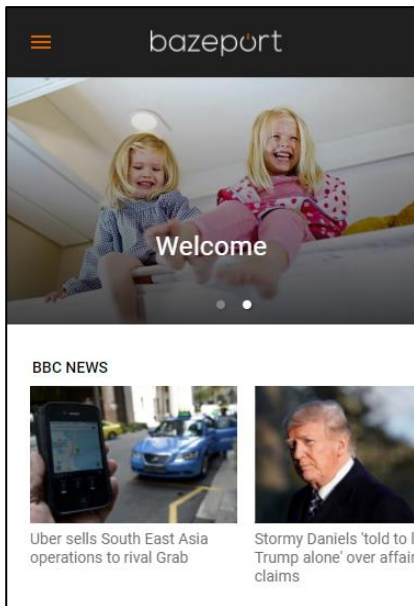 bazeport
Welcome
BBC NEWS
Uber sells South East Asia
operations to rival Grab
Stormy Daniels 'told to l
Trump alone' over affair
claims